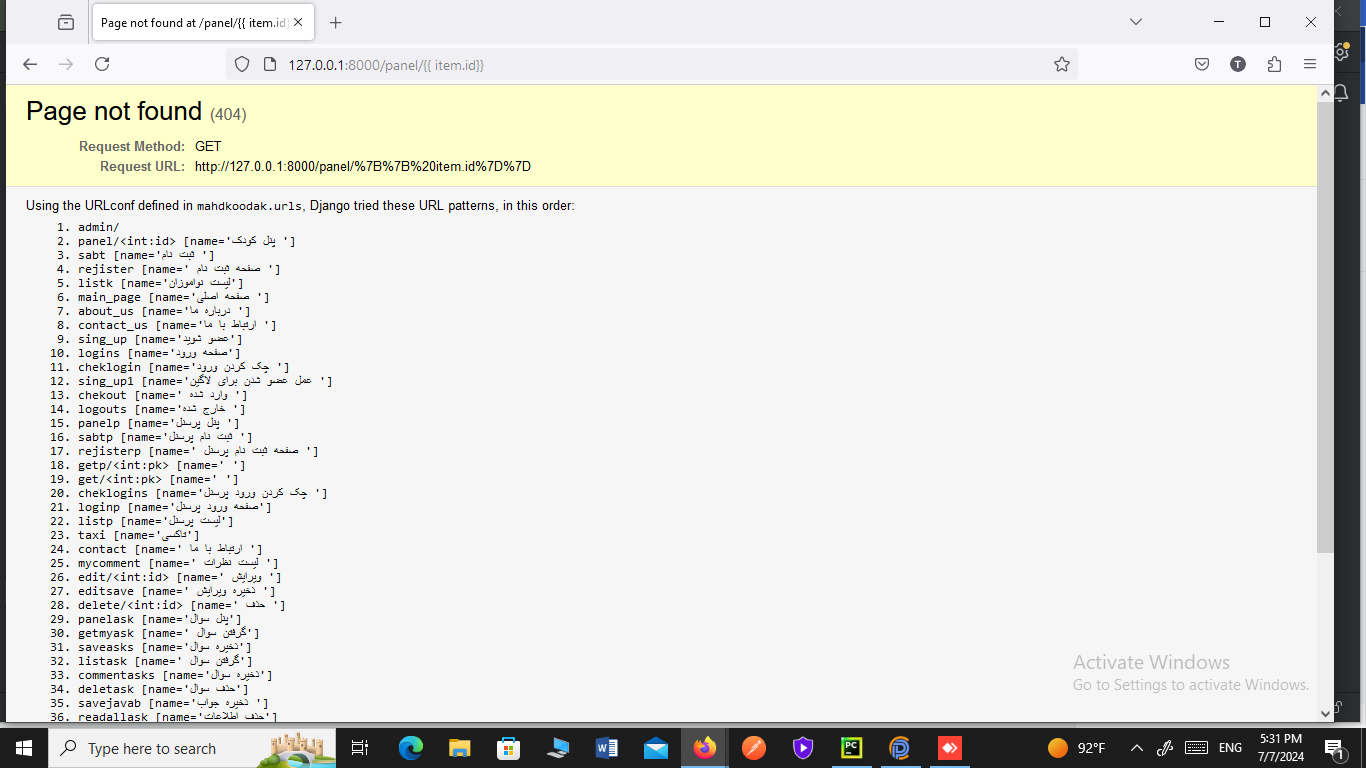 Page not found at /panel/{{ item.id}
127.0.0.1:8000/panel/{{ item.id}}
T
Page not found (404)
Request Method: GET
Request URL: http://127.0.0.1:8000/panel/%7B%7B%20item.id%7D%7D
Using the URLconf defined in mahdkoodak.urls, Django tried these URL patterns, in this order:
1. admin/
2. panel/<int:id> [name='پنل کودک ']
3. sabt [name='ثبت نام ']
4. rejister [name=' صفحه ثبت نام ']
5. listk [name='لیست نواموزان']
6. main_page [name='صفحه اصلی ']
7. about_us [name='درباره ما ']
8. contact_us [name='ارتباط با ما ']
9. sing_up [name='عضو شوید']
10. logins [name='صفحه ورود']
11. cheklogin [name='چک کردن ورود ']
12. sing_up1 [name='عمل عضو شدن برای لاگین ']
13. chekout [name=' وارد شده ']
14. logouts [name='خارج شده ']
15. panelp [name='پنل پرسنل ']
16. sabtp [name='ثبت نام پرسنل ']
17. rejisterp [name=' صفحه ثبت نام پرسنل ']
18. getp/<int:pk> [name=' ']
19. get/<int:pk> [name=' ']
20. cheklogins [name='چک کردن ورود پرسنل ']
21. loginp [name='صفحه ورود پرسنل']
22. listp [name='لیست پرسنل']
23. taxi [name='تاکسی']
24. contact [name=' ارتباط با ما ']
25. mycomment [name=' لیست نظرات ']
26. edit/<int:id> [name=' ویرایش ']
27. editsave [name=' ذخیره ویرایش ']
28. delete/<int:id> [name=' حذف ']
29. panelask [name='پنل سوال']
30. getmyask [name=' گرفتن سوال']
31. saveasks [name='ذخیره سوال']
32. listask [name=' گرفتن سوال']
33. commentasks [name='ذخیره سوال']
34. deletask [name='حذف سوال']
35. savejavab [name=' ذخیره جواب ']
36. readallask [name='حذف اطلاعات']
Activate Windows
Go to Settings to activate Windows.
Type here to search
PC
92°F
ENG
5:31 PM
7/7/2024
1